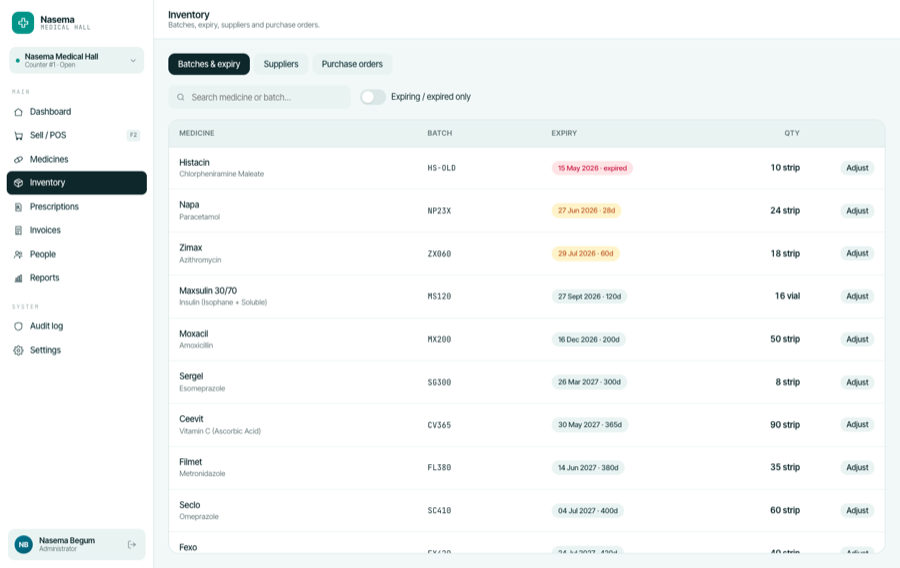 Nasema
MEDICAL HALL
Nasema Medical Hall
Counter #1 · Open
MAIN
Dashboard
Sell / POS F2
Medicines
Inventory
Prescriptions
Invoices
People
Reports
SYSTEM
Audit log
Settings
NB
Nasema Begum
Administrator
Inventory
Batches, expiry, suppliers and purchase orders.
Batches & expiry Suppliers Purchase orders
Search medicine or batch... Expiring / expired only
MEDICINE BATCH EXPIRY QTY
Histacin HS-OLD 15 May 2026 · expired 10 strip Adjust
Chlorpheniramine Maleate
Napa NP23X 27 Jun 2026 · 28d 24 strip Adjust
Paracetamol
Zimax ZX060 29 Jul 2026 · 60d 18 strip Adjust
Azithromycin
Maxsulin 30/70 MS120 27 Sept 2026 · 120d 16 vial Adjust
Insulin (Isophane + Soluble)
Moxacil MX200 16 Dec 2026 · 200d 50 strip Adjust
Amoxicillin
Sergel SG300 26 Mar 2027 · 300d 8 strip Adjust
Esomeprazole
Ceevit CV365 30 May 2027 · 365d 90 strip Adjust
Vitamin C (Ascorbic Acid)
Filmet FL380 14 Jun 2027 · 380d 35 strip Adjust
Metronidazole
Seclo SC410 04 Jul 2027 · 400d 60 strip Adjust
Omeprazole
Fexo